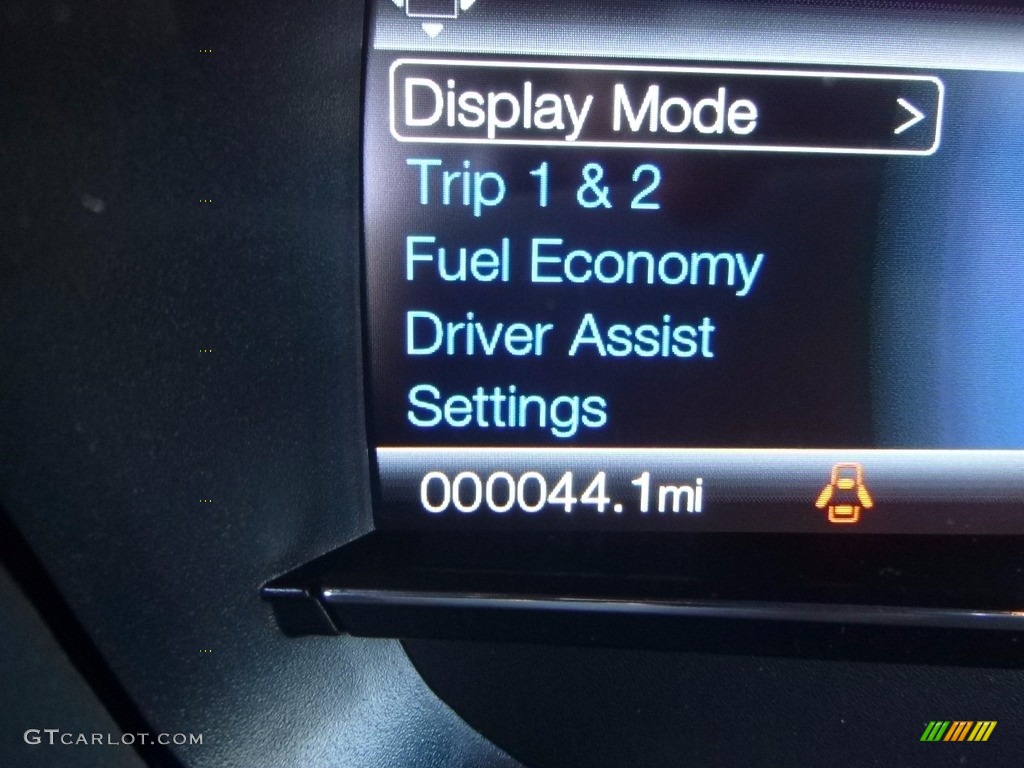 Display Mode >
Trip 1 & 2
Fuel Economy
Driver Assist
Settings
000044.1mi
GTCARLOT.COM